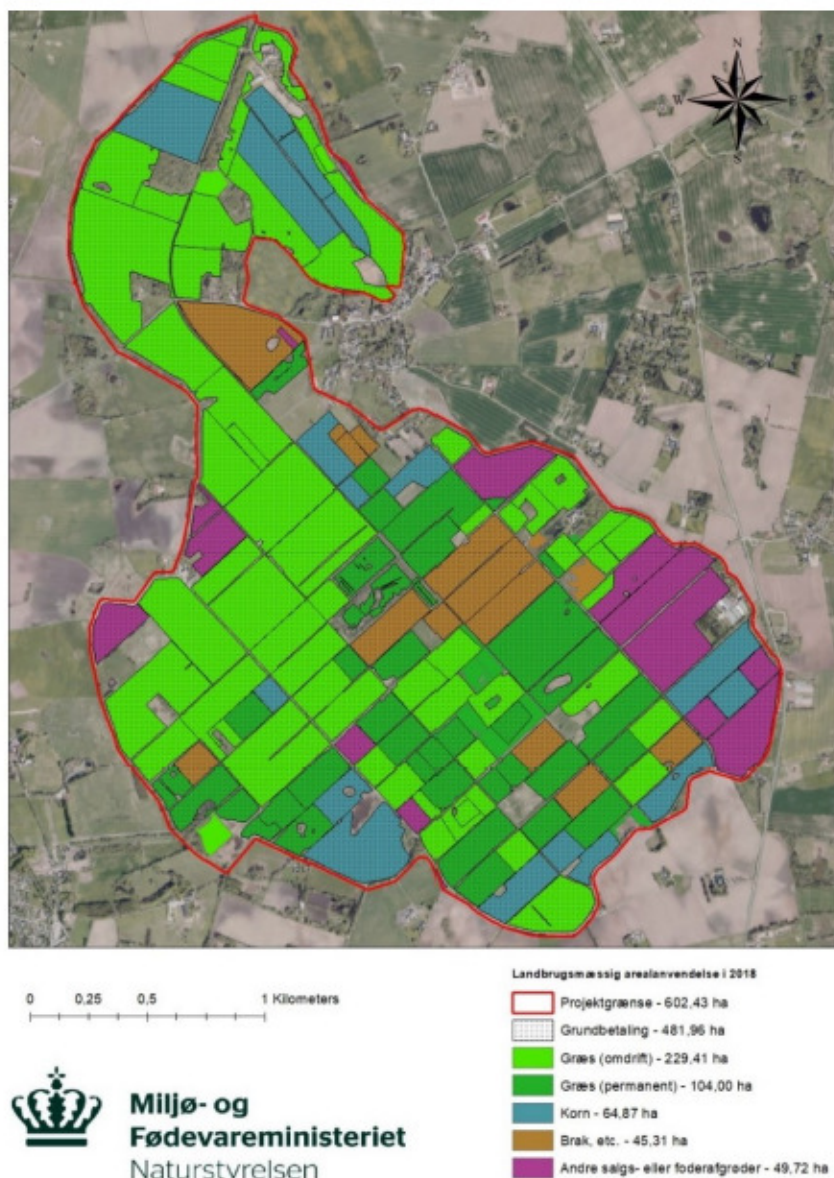 N
W E
S
0 0,25 0,5 1 Kilometers
Miljø- og
Fødevareministeriet
Naturstyrelsen
Landbrugsmæssig arealanvendelse i 2018
Projektgrænse - 602,43 ha
Grundbetaling - 481,96 ha
Græs (omdrift) - 229,41 ha
Græs (permanent) - 104,00 ha
Korn - 64,87 ha
Brak, etc. - 45,31 ha
Andre salgs- eller foderafgrøder - 49,72 ha